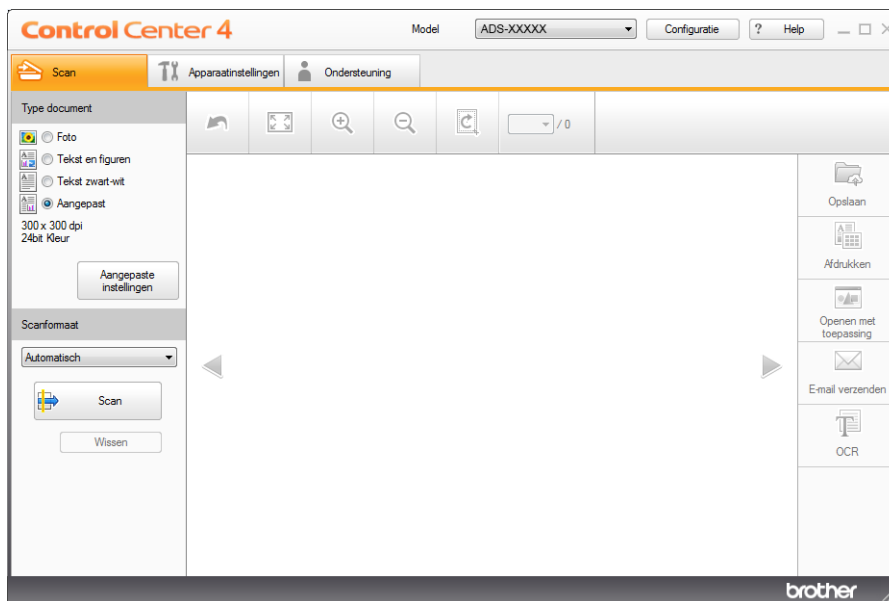 Control Center 4
Model
ADS-XXXXX
Configuratie
? Help
Scan
Apparaatinstellingen
Ondersteuning
Type document
Foto
Tekst en figuren
Tekst zwart-wit
Aangepast
300 x 300 dpi
24bit Kleur
Aangepaste
instellingen
Scanformaat
Automatisch
Scan
Wissen
/ 0
Opslaan
Afdrukken
Openen met
toepassing
E-mail verzenden
OCR
brother